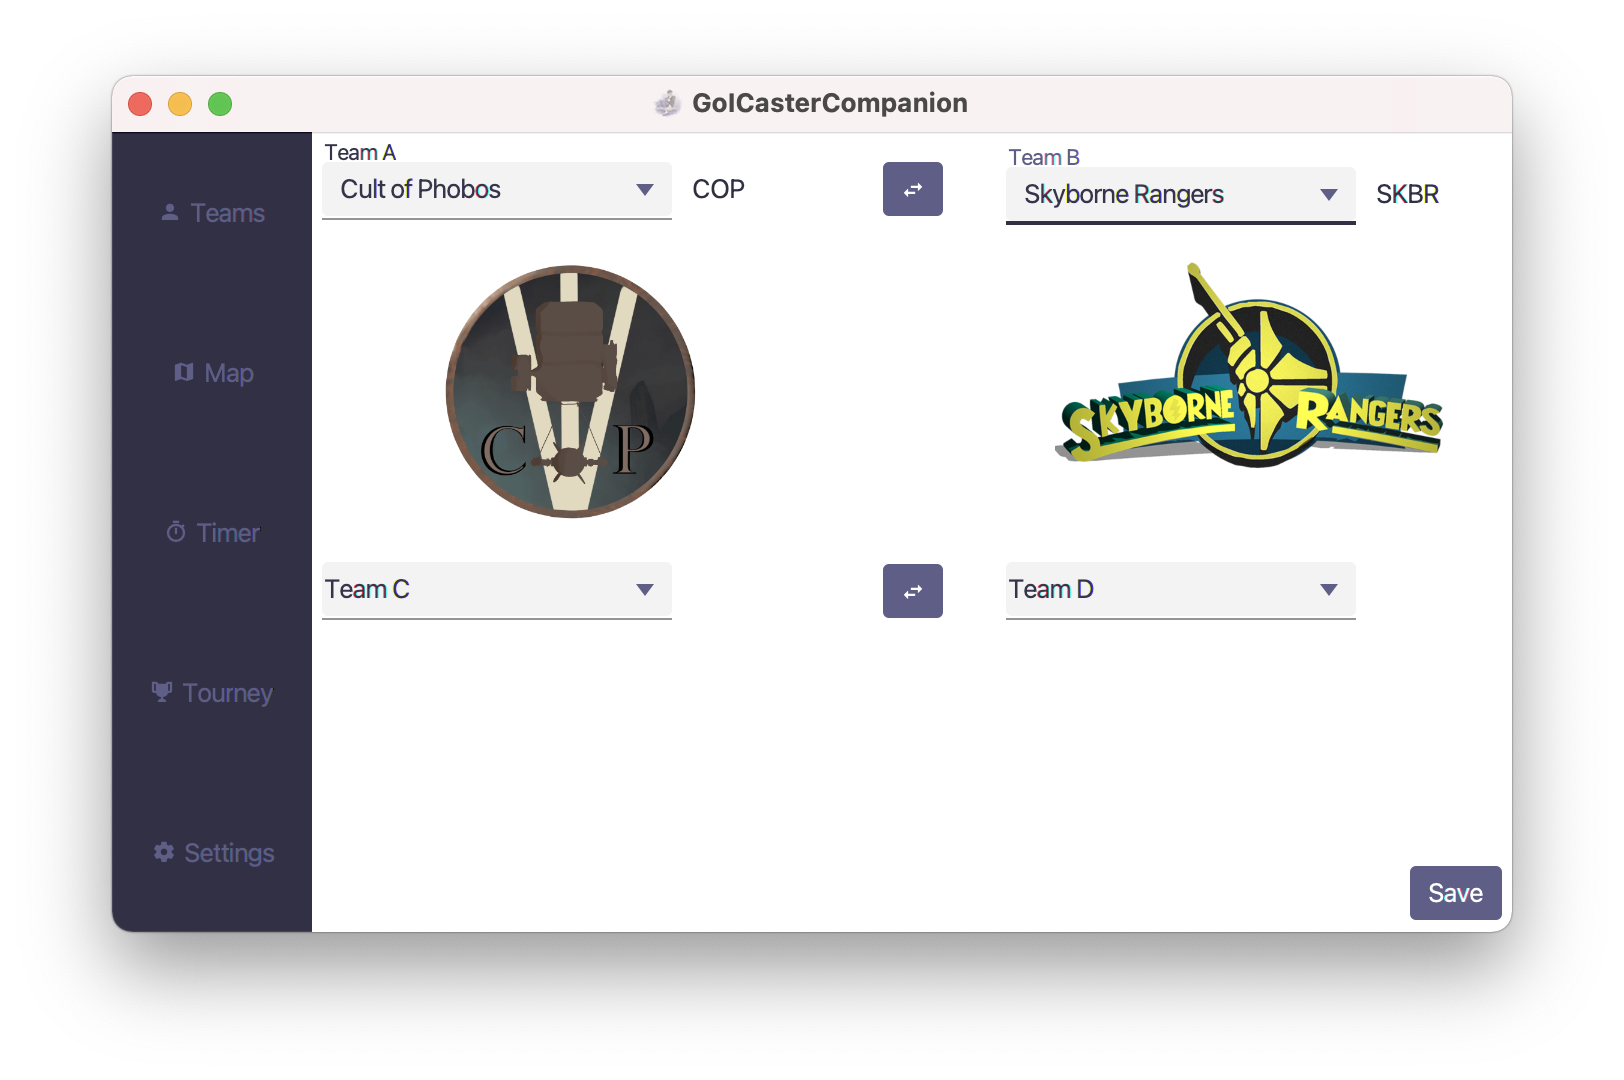 GoICasterCompanion
Teams
Map
Timer
Tourney
Settings
Team A
Cult of Phobos
COP
Team B
Skyborne Rangers
SKBR
C P
SKYBORNE RANGERS
Team C
Team D
Save